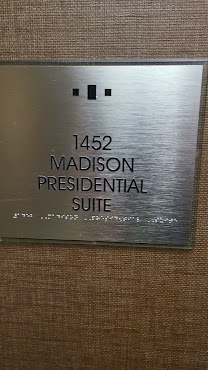 1452
MADISON
PRESIDENTIAL
SUITE